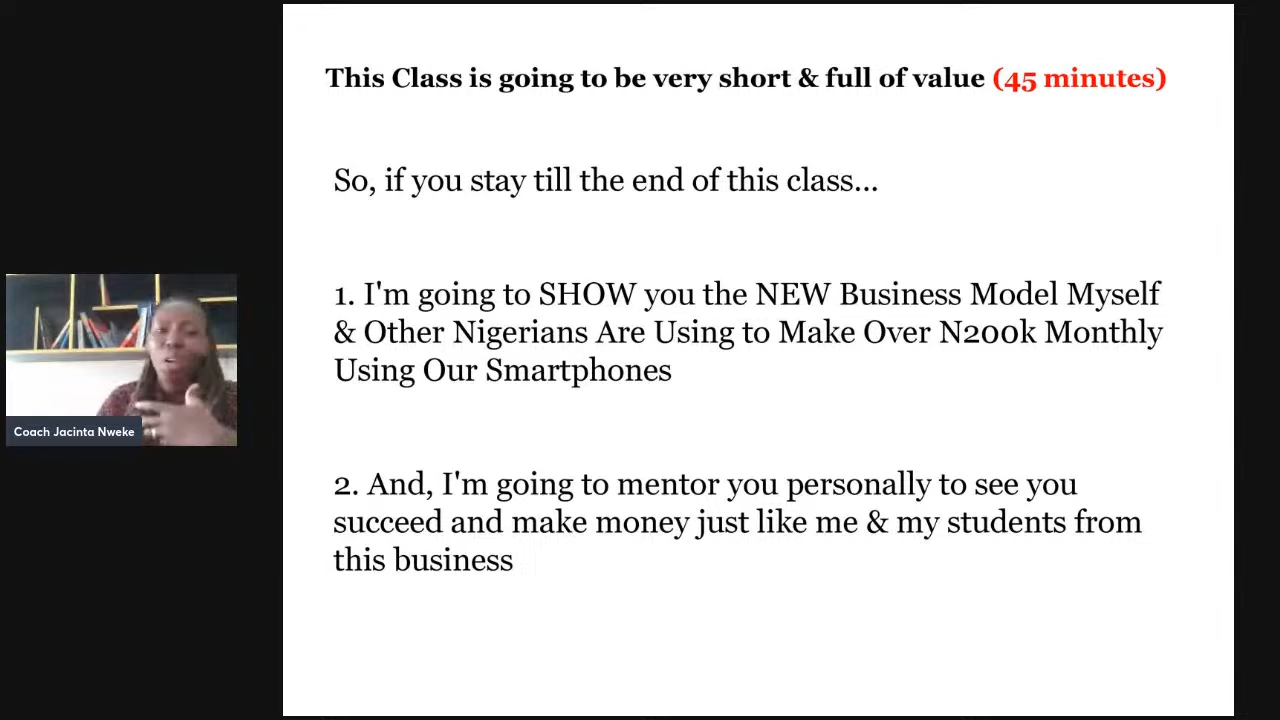 This Class is going to be very short & full of value (45 minutes)
So, if you stay till the end of this class...
1. I'm going to SHOW you the NEW Business Model Myself
& Other Nigerians Are Using to Make Over N200k Monthly
Using Our Smartphones
Coach Jacinta Nweke
2. And, I'm going to mentor you personally to see you
succeed and make money just like me & my students from
this business